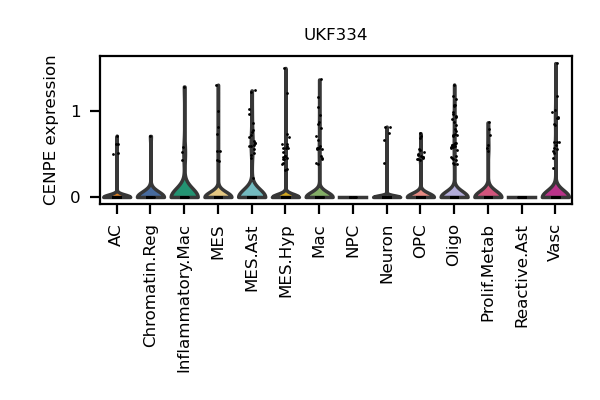 UKF334
CENPE expression
1
0
AC
Chromatin.Reg
Inflammatory.Mac
MES
MES.Ast
MES.Hyp
Mac
NPC
Neuron
OPC
Oligo
Prolif.Metab
Reactive.Ast
Vasc